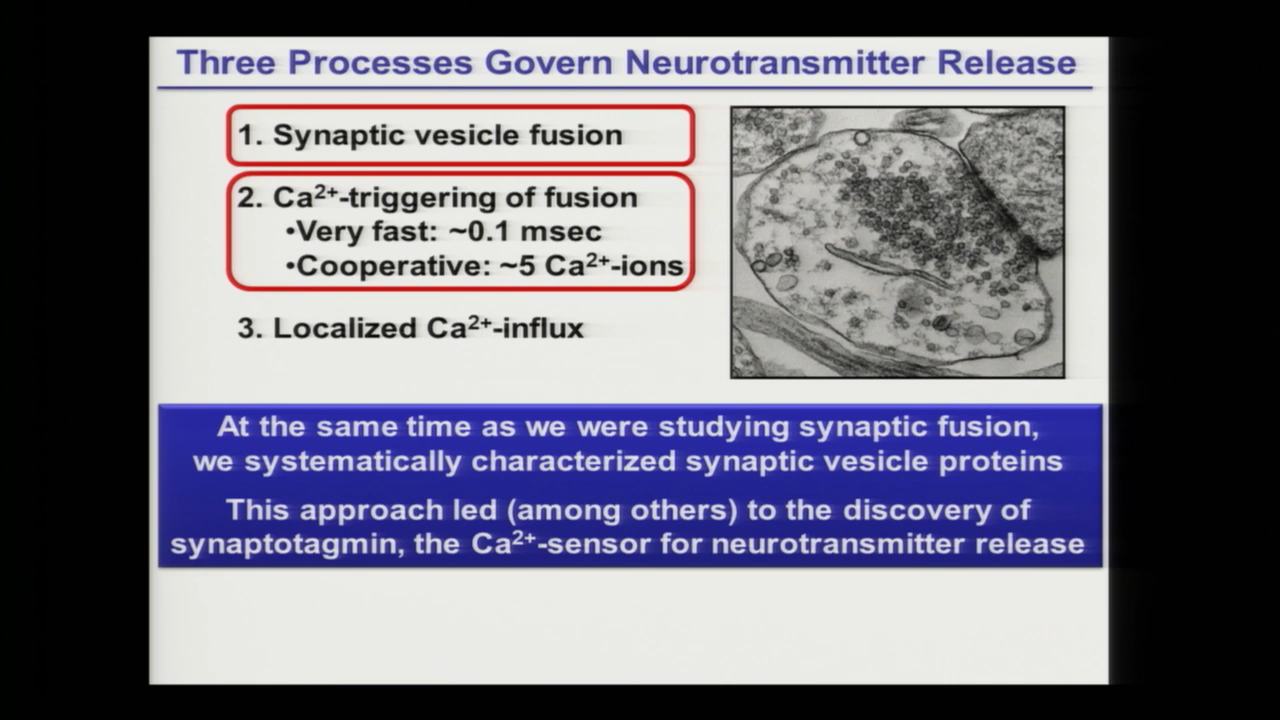 Three Processes Govern Neurotransmitter Release
1. Synaptic vesicle fusion
2. Ca²⁺-triggering of fusion
•Very fast: ~0.1 msec
•Cooperative: ~5 Ca²⁺-ions
3. Localized Ca²⁺-influx
At the same time as we were studying synaptic fusion,
we systematically characterized synaptic vesicle proteins
This approach led (among others) to the discovery of
synaptotagmin, the Ca²⁺-sensor for neurotransmitter release